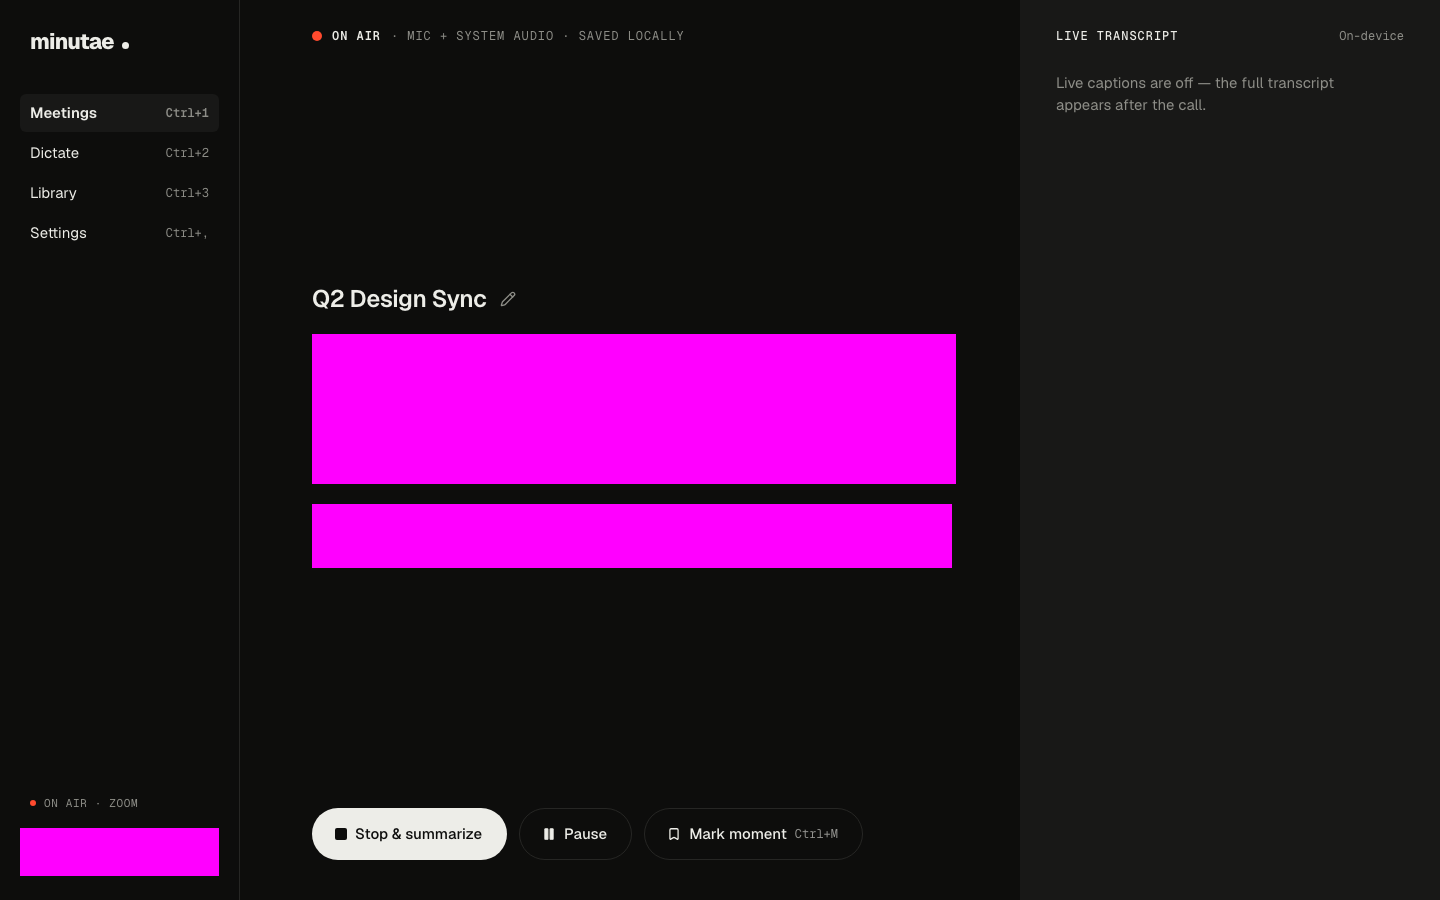 minutae
Meetings Ctrl+1
Dictate Ctrl+2
Library Ctrl+3
Settings Ctrl+,
ON AIR · ZOOM
ON AIR · MIC + SYSTEM AUDIO · SAVED LOCALLY
Q2 Design Sync
Stop & summarize
Pause
Mark moment Ctrl+M
LIVE TRANSCRIPT On-device
Live captions are off — the full transcript
appears after the call.